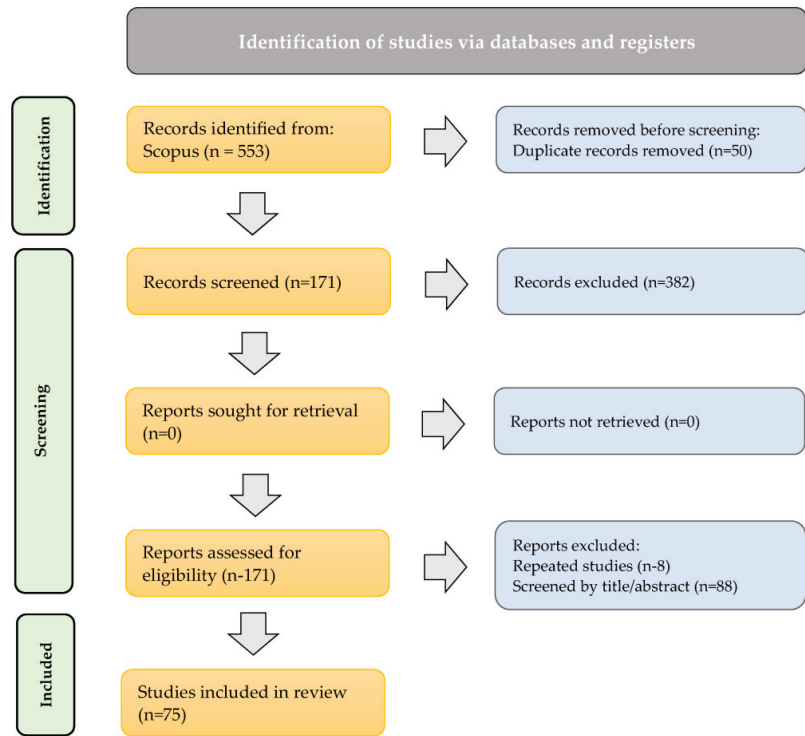 Identification of studies via databases and registers
Identification
Records identified from:
Scopus (n = 553)
Records removed before screening:
Duplicate records removed (n=50)
Screening
Records screened (n=171)
Records excluded (n=382)
Reports sought for retrieval
(n=0)
Reports not retrieved (n=0)
Reports assessed for
eligibility (n-171)
Reports excluded:
Repeated studies (n-8)
Screened by title/abstract (n=88)
Included
Studies included in review
(n=75)